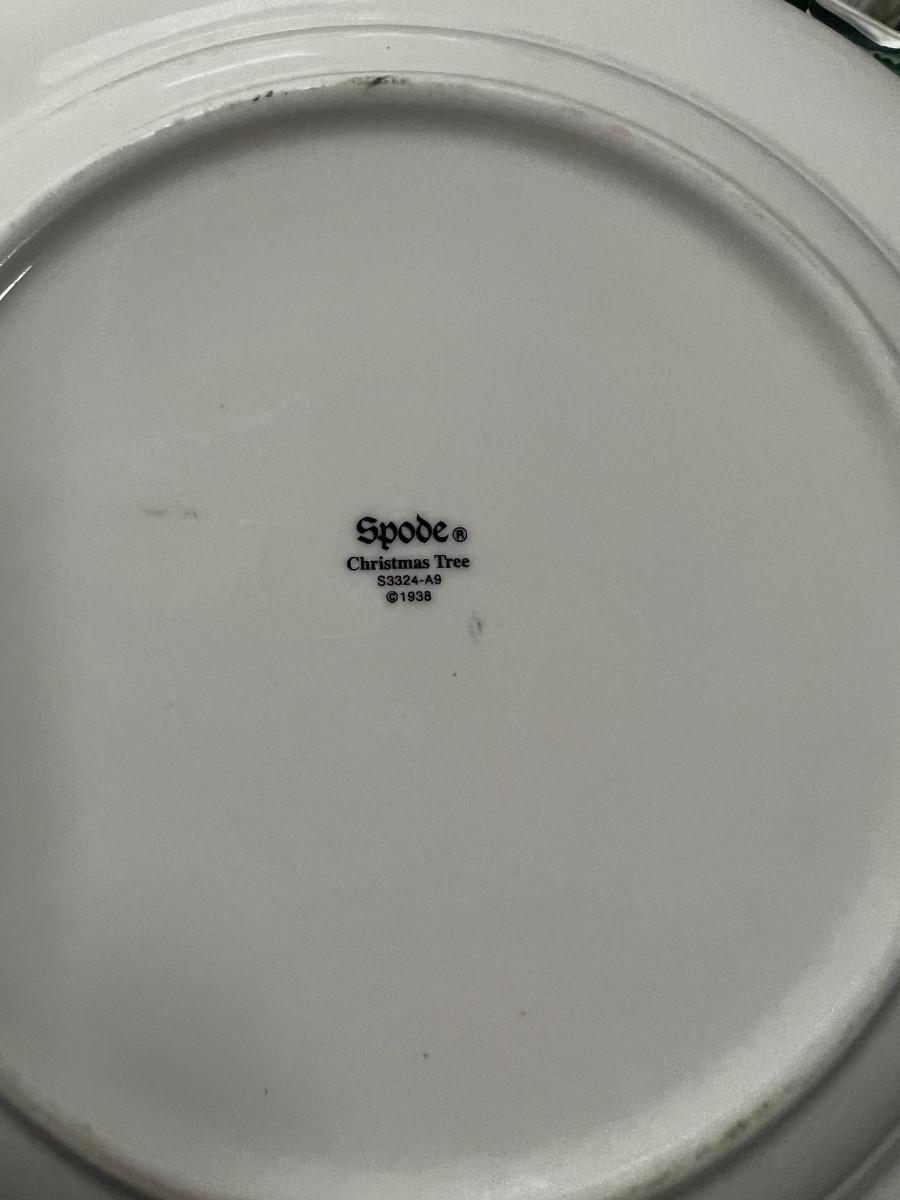 Spode ®
Christmas Tree
S3324-A9
©1938